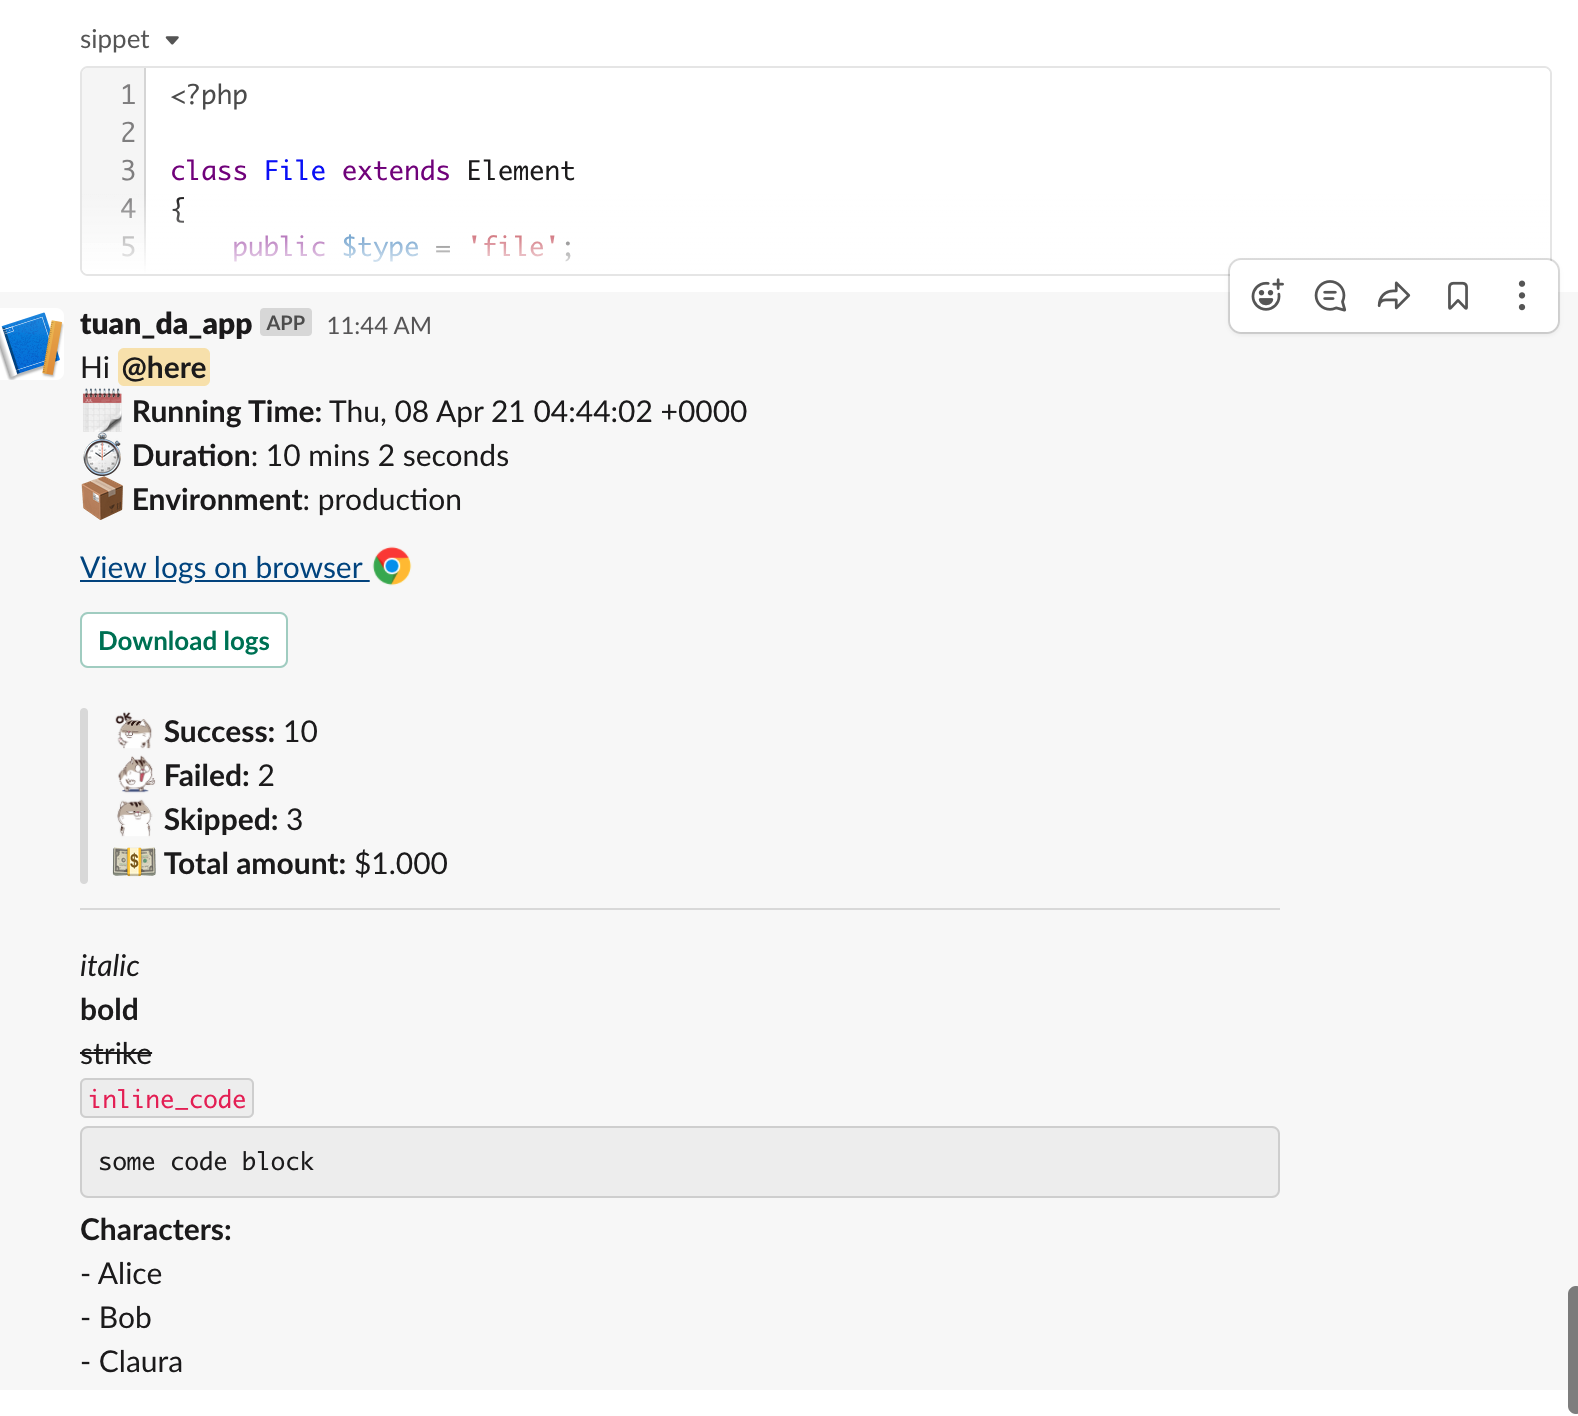 sippet
1 <?php
2
3 class File extends Element
4 {
5 public $type = 'file';
tuan_da_app APP 11:44 AM
Hi @here
Running Time: Thu, 08 Apr 21 04:44:02 +0000
Duration: 10 mins 2 seconds
Environment: production
View logs on browser
Download logs
OK Success: 10
Failed: 2
Skipped: 3
$ Total amount: $1.000
italic
bold
strike
inline_code
some code block
Characters:
- Alice
- Bob
- Claura